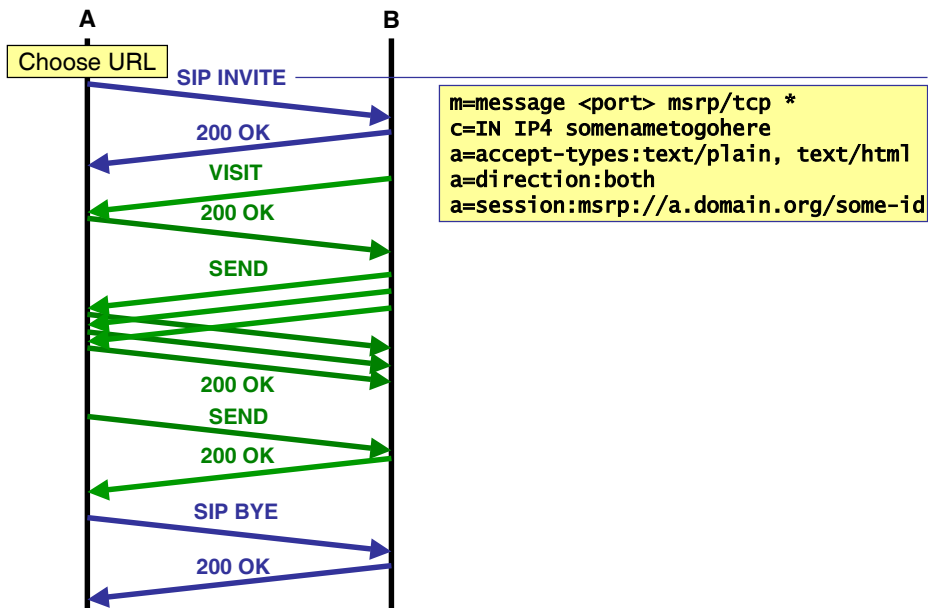 A
B
Choose URL
SIP INVITE
m=message <port> msrp/tcp *
c=IN IP4 somenametogohere
a=accept-types:text/plain, text/html
a=direction:both
a=session:msrp://a.domain.org/some-id
200 OK
VISIT
200 OK
SEND
200 OK
SEND
200 OK
SIP BYE
200 OK